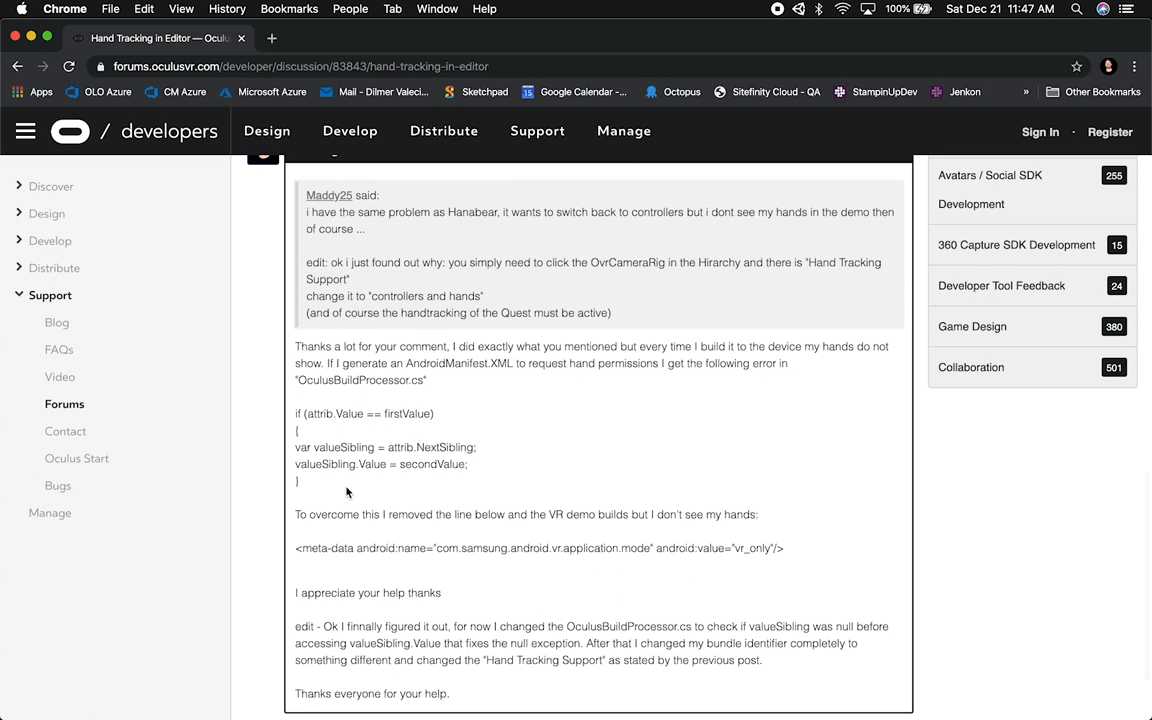 Chrome File Edit View History Bookmarks People Tab Window Help 100% Sat Dec 21 11:47 AM
Hand Tracking in Editor — Ocul
forums.oculusvr.com/developer/discussion/83843/hand-tracking-in-editor
Apps OLO Azure CM Azure Microsoft Azure Mail - Dilmer Valeci... Sketchpad Google Calendar -... Octopus Sitefinity Cloud - QA StampinUpDev Jenkon » Other Bookmarks
/ developers Design Develop Distribute Support Manage Sign In · Register
Discover
Design
Develop
Distribute
Support
Blog
FAQs
Video
Forums
Contact
Oculus Start
Bugs
Manage
Maddy25 said:
i have the same problem as Hanabear, it wants to switch back to controllers but i dont see my hands in the demo then
of course ...
edit: ok i just found out why: you simply need to click the OvrCameraRig in the Hirarchy and there is "Hand Tracking
Support"
change it to "controllers and hands"
(and of course the handtracking of the Quest must be active)
Thanks a lot for your comment, I did exactly what you mentioned but every time I build it to the device my hands do not
show. If I generate an AndroidManifest.XML to request hand permissions I get the following error in
"OculusBuildProcessor.cs"
if (attrib.Value == firstValue)
{
var valueSibling = attrib.NextSibling;
valueSibling.Value = secondValue;
}
To overcome this I removed the line below and the VR demo builds but I don't see my hands:
<meta-data android:name="com.samsung.android.vr.application.mode" android:value="vr_only"/>
I appreciate your help thanks
edit - Ok I finnally figured it out, for now I changed the OculusBuildProcessor.cs to check if valueSibling was null before
accessing valueSibling.Value that fixes the null exception. After that I changed my bundle identifier completely to
something different and changed the "Hand Tracking Support" as stated by the previous post.
Thanks everyone for your help.
Avatars / Social SDK 255
Development
360 Capture SDK Development 15
Developer Tool Feedback 24
Game Design 380
Collaboration 501